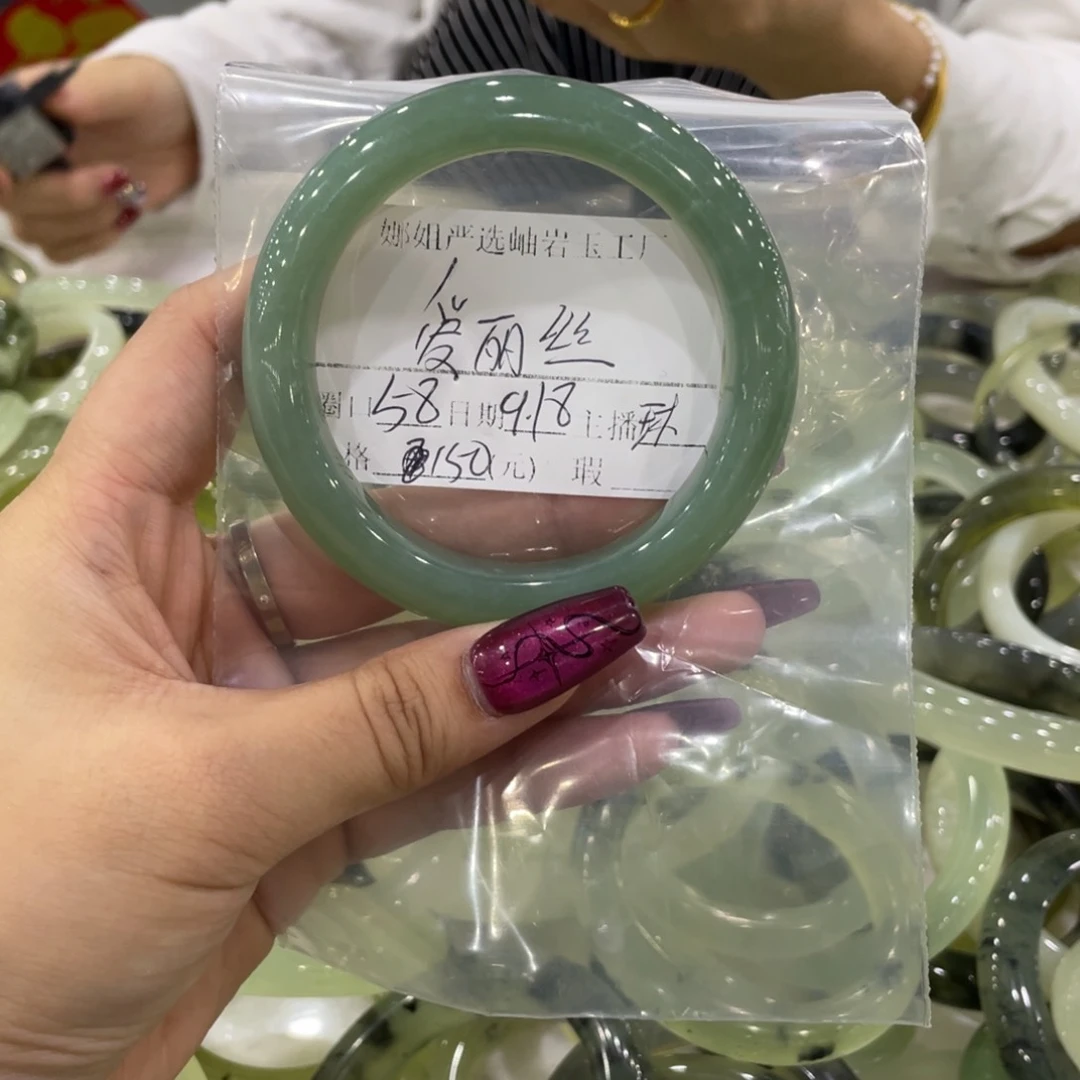 娜姐严选岫岩玉工厂
爱丽丝
圈口 58 日期 9.18 主播
格 150 (元) 瑕